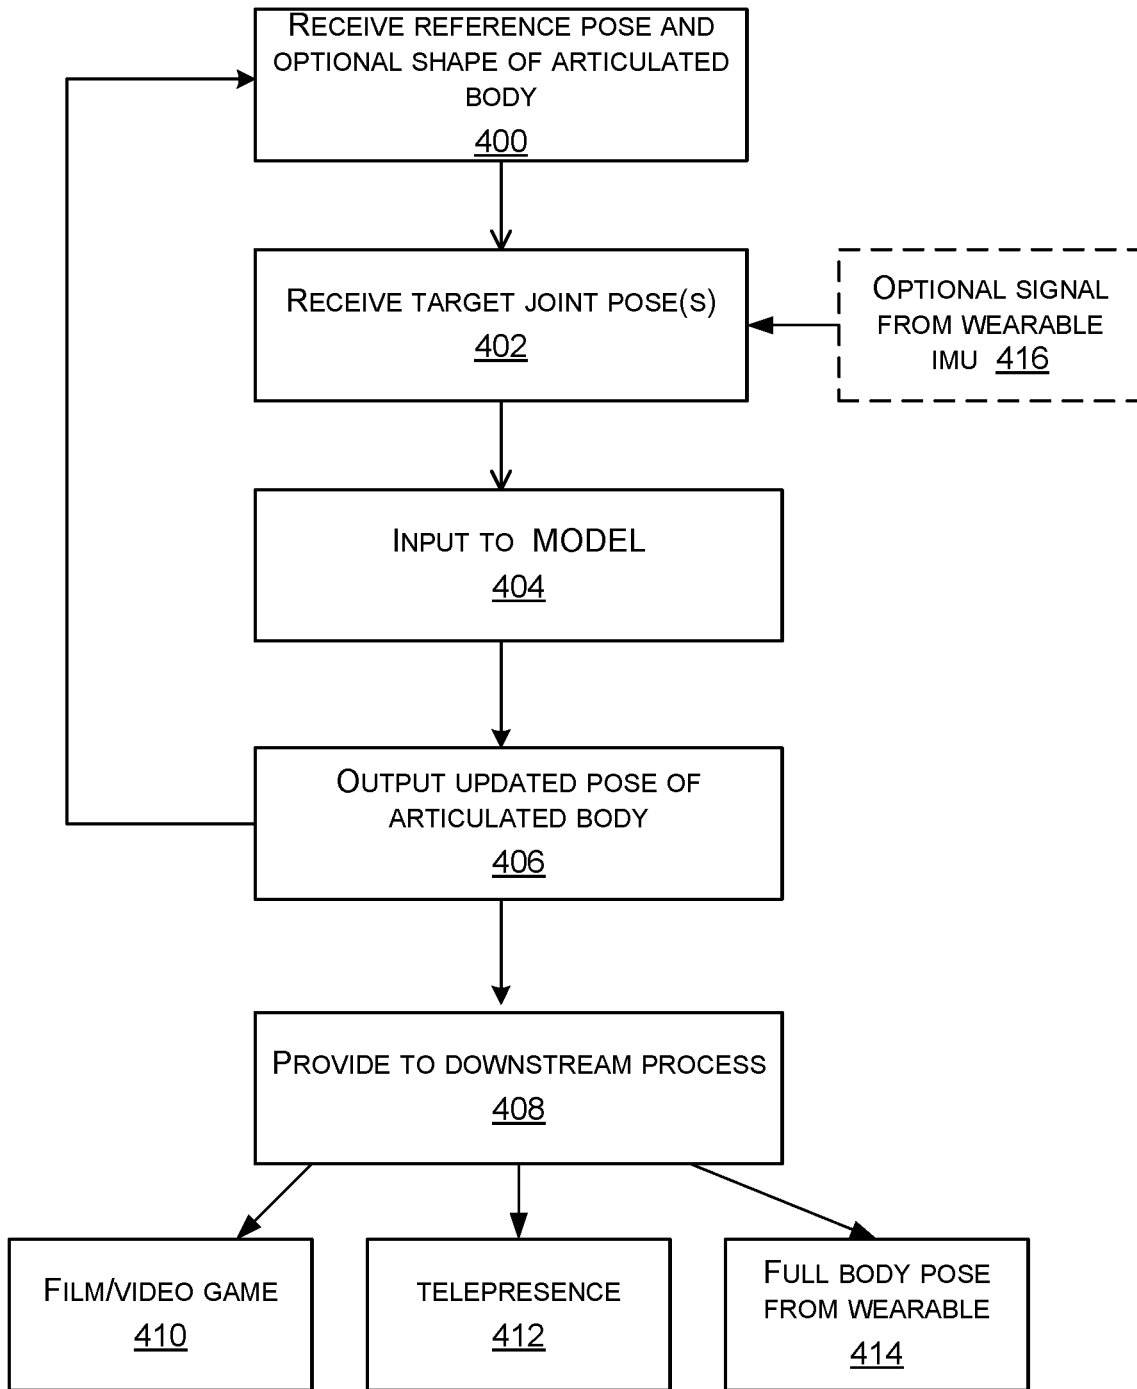 RECEIVE REFERENCE POSE AND
OPTIONAL SHAPE OF ARTICULATED
BODY
400
RECEIVE TARGET JOINT POSE(S)
402
OPTIONAL SIGNAL
FROM WEARABLE
IMU 416
INPUT TO MODEL
404
OUTPUT UPDATED POSE OF
ARTICULATED BODY
406
PROVIDE TO DOWNSTREAM PROCESS
408
FILM/VIDEO GAME
410
TELEPRESENCE
412
FULL BODY POSE
FROM WEARABLE
414